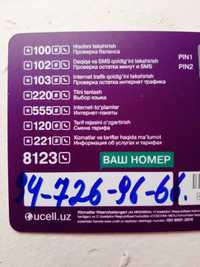 *100# Hisobni tekshirish
Проверка баланса
PIN1
*102# Daqiqa va SMS qoldig'ini tekshirish
Проверка остатка минут и SMS
PIN2
*103# Internet trafik qoldig'ini tekshirish
Проверка остатка интернет трафика
*220# Tilni tanlash
Выбор языка
*555# Internet-to'plamlar
Интернет-пакеты
*120# Tarif rejasini o'zgartirish
Смена тарифа
*221# Xizmatlar va tariflar haqida ma'lumot
Информация об услугах и тарифах
8123 ВАШ НОМЕР
94-726-96-66.
ucell.uz